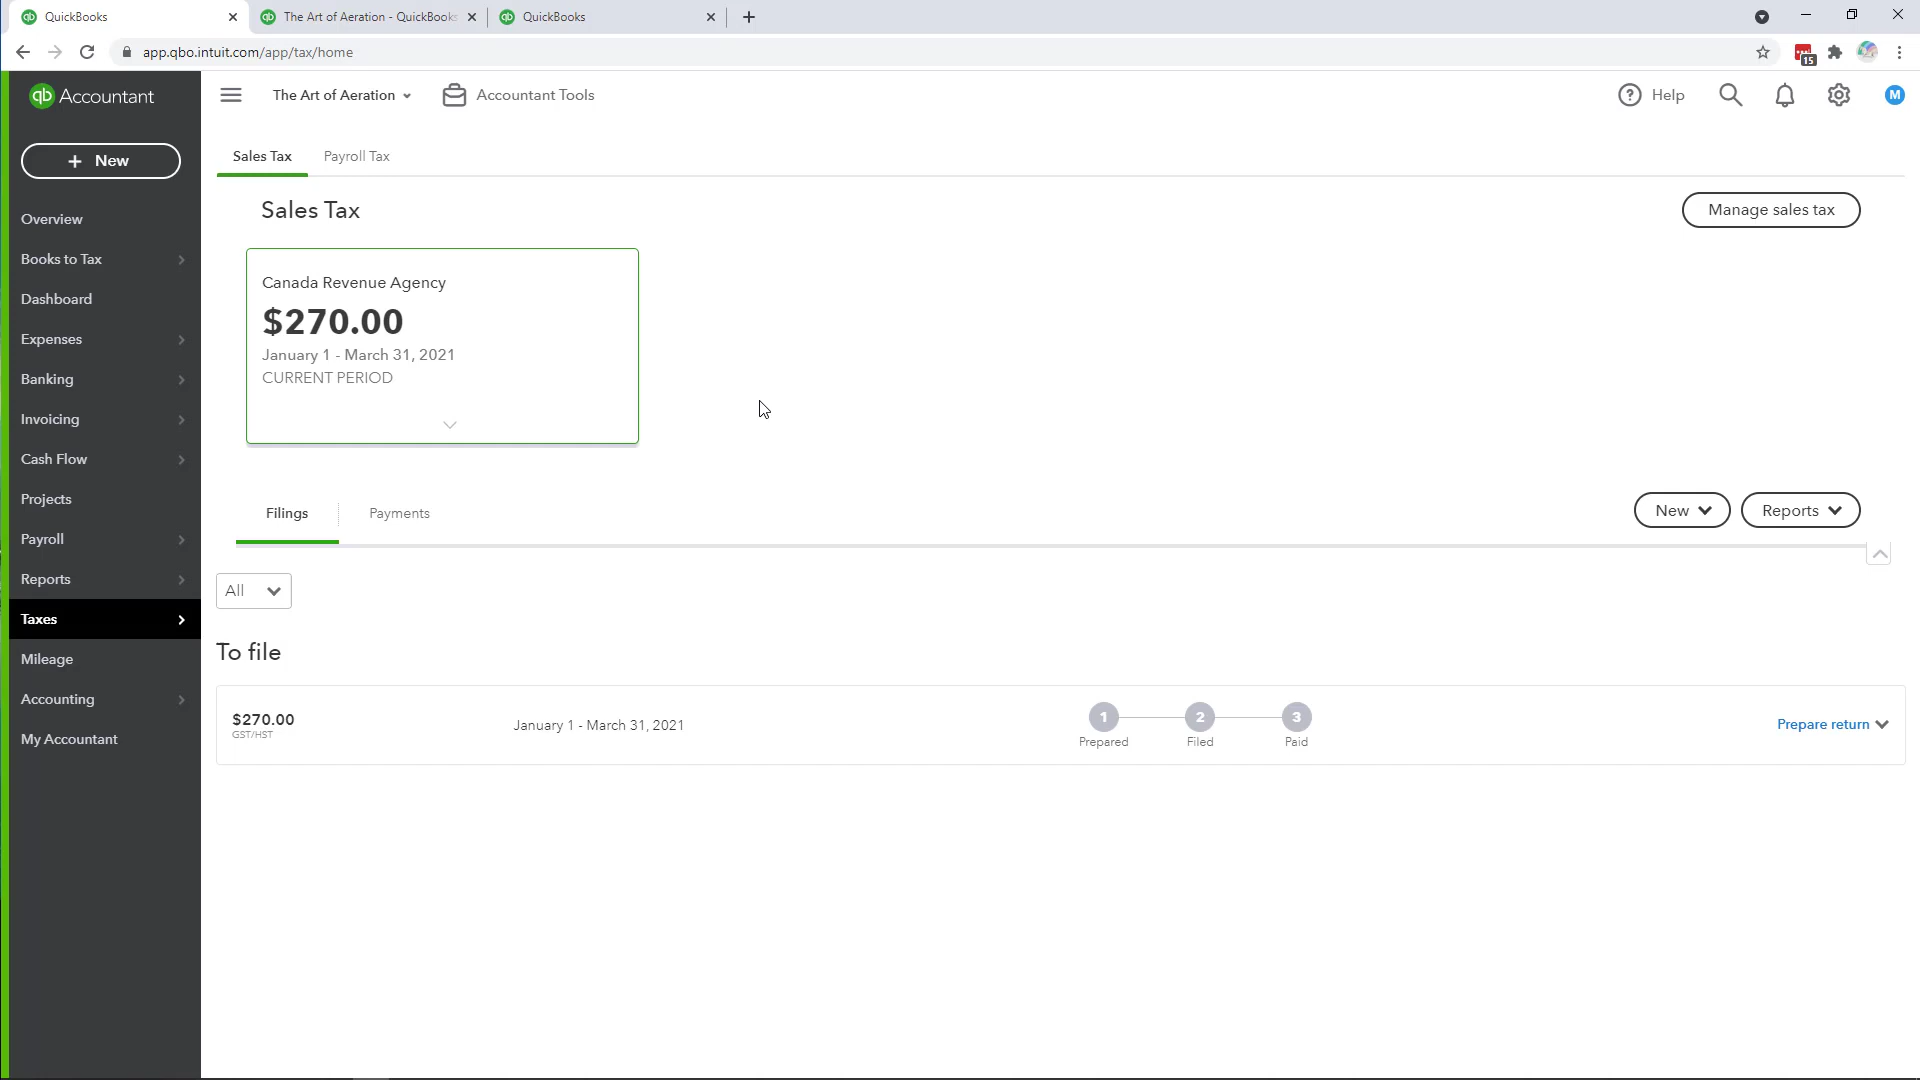 QuickBooks
The Art of Aeration - QuickBooks
QuickBooks
app.qbo.intuit.com/app/tax/home
15
qb Accountant
The Art of Aeration
Accountant Tools
Help
M
+ New
Sales Tax
Payroll Tax
Overview
Books to Tax
Dashboard
Expenses
Banking
Invoicing
Cash Flow
Projects
Payroll
Reports
Taxes
Mileage
Accounting
My Accountant
Sales Tax
Manage sales tax
Canada Revenue Agency
$270.00
January 1 - March 31, 2021
CURRENT PERIOD
Filings
Payments
New
Reports
All
To file
$270.00
GST/HST
January 1 - March 31, 2021
1
2
3
Prepared
Filed
Paid
Prepare return